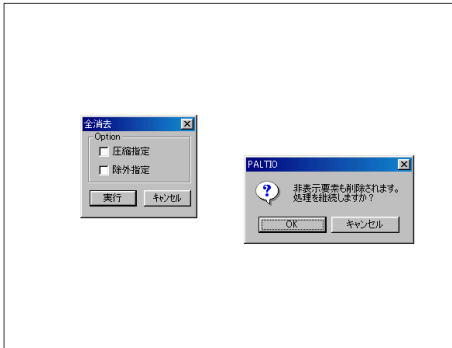 全消去
Option
圧縮指定
除外指定
実行
キャンセル
PALTIO
非表示要素も削除されます。
処理を継続しますか？
OK
キャンセル